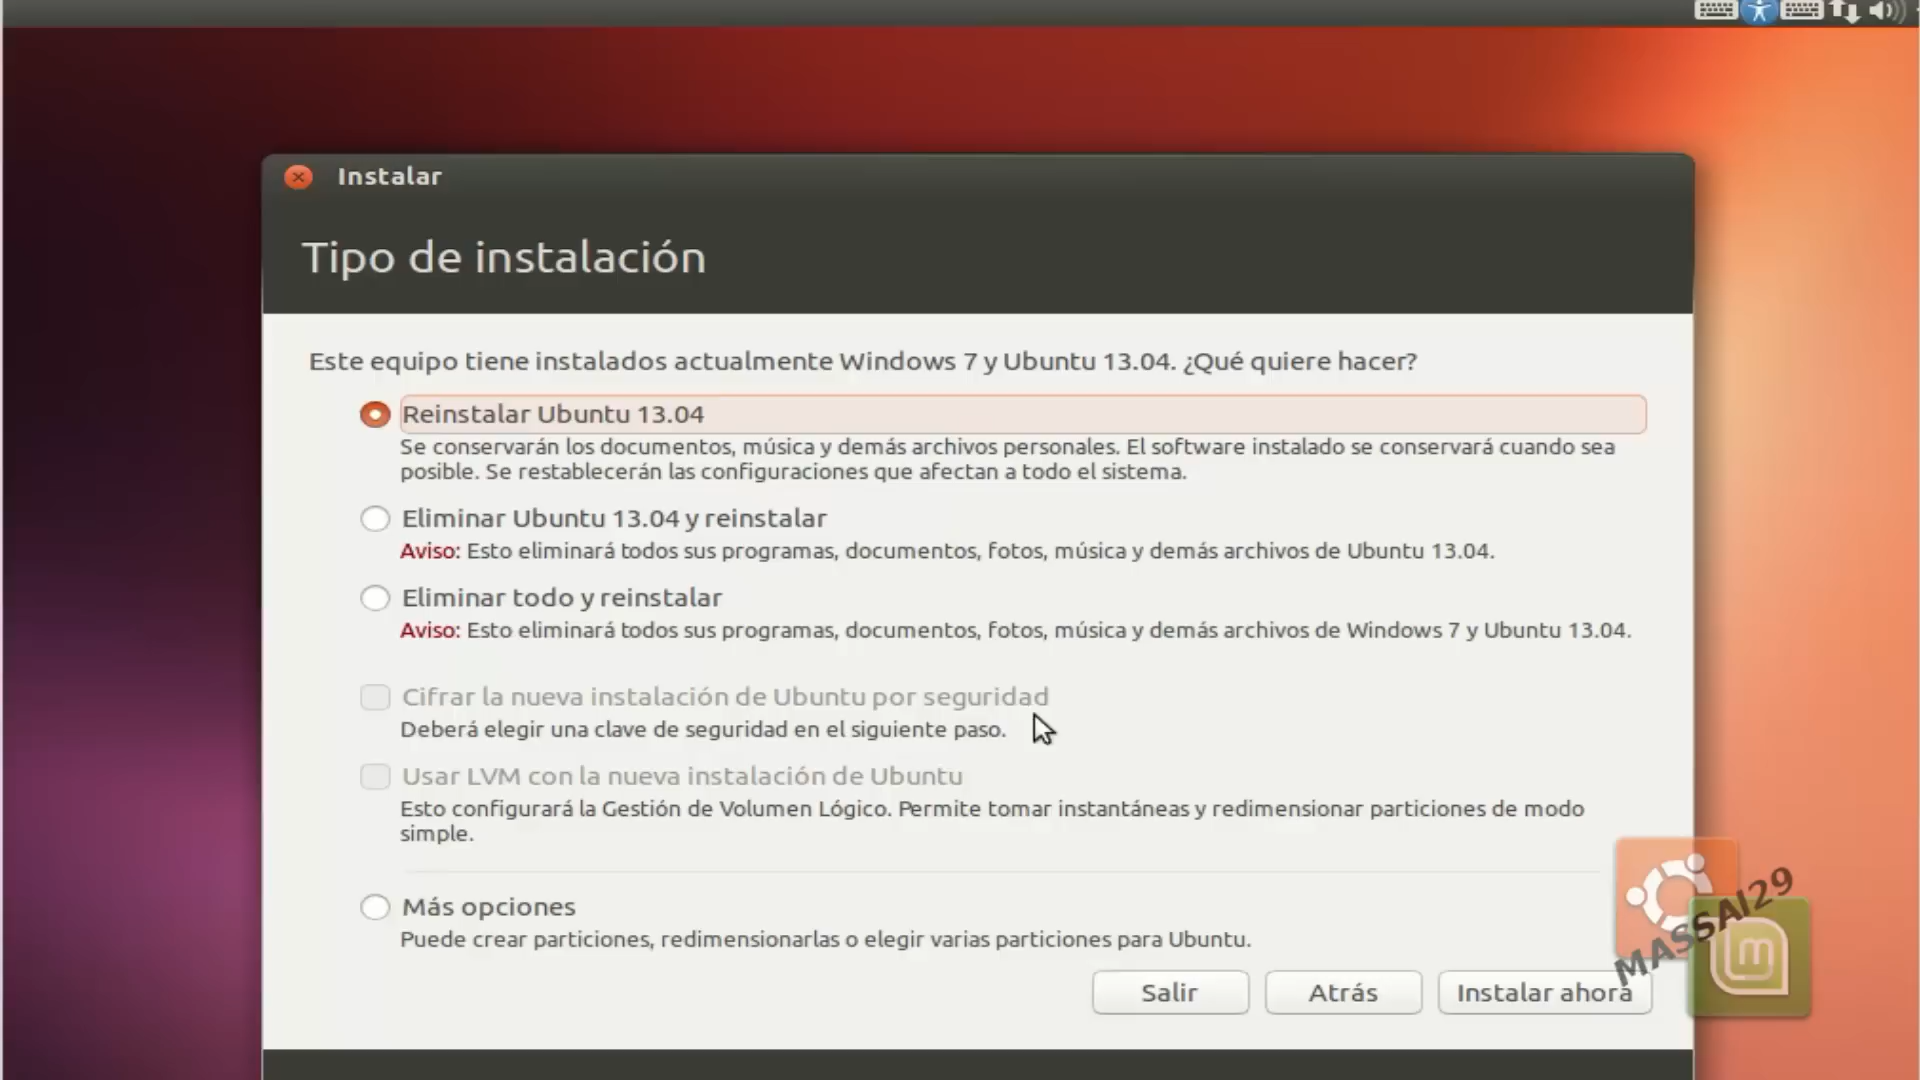 Instalar
Tipo de instalación
Este equipo tiene instalados actualmente Windows 7 y Ubuntu 13.04. ¿Qué quiere hacer?
Reinstalar Ubuntu 13.04
Se conservarán los documentos, música y demás archivos personales. El software instalado se conservará cuando sea
posible. Se restablecerán las configuraciones que afectan a todo el sistema.
Eliminar Ubuntu 13.04 y reinstalar
Aviso: Esto eliminará todos sus programas, documentos, fotos, música y demás archivos de Ubuntu 13.04.
Eliminar todo y reinstalar
Aviso: Esto eliminará todos sus programas, documentos, fotos, música y demás archivos de Windows 7 y Ubuntu 13.04.
Cifrar la nueva instalación de Ubuntu por seguridad
Deberá elegir una clave de seguridad en el siguiente paso.
Usar LVM con la nueva instalación de Ubuntu
Esto configurará la Gestión de Volumen Lógico. Permite tomar instantáneas y redimensionar particiones de modo
simple.
Más opciones
Puede crear particiones, redimensionarlas o elegir varias particiones para Ubuntu.
Salir
Atrás
Instalar ahora
MASSAI29